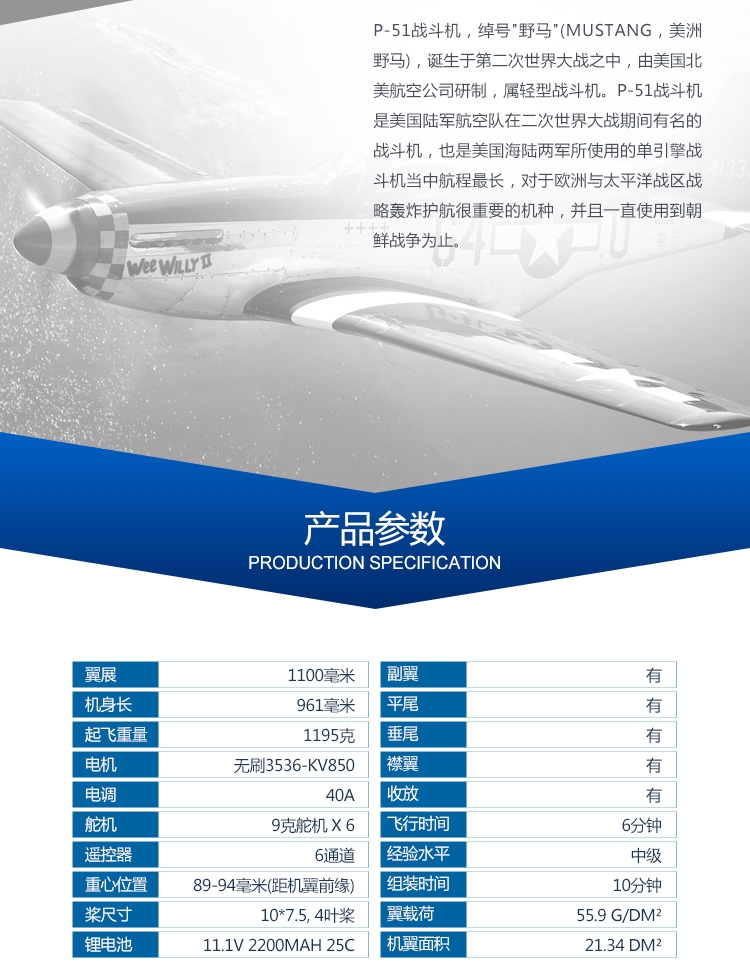 P-51战斗机，绰号"野马"(MUSTANG，美洲
野马)，诞生于第二次世界大战之中，由美国北
美航空公司研制，属轻型战斗机。P-51战斗机
是美国陆军航空队在二次世界大战期间有名的
战斗机，也是美国海陆两军所使用的单引擎战
斗机当中航程最长，对于欧洲与太平洋战区战
略轰炸护航很重要的机种，并且一直使用到朝
鲜战争为止。
Wee WILLY II
产品参数
PRODUCTION SPECIFICATION
翼展 1100毫米 副翼 有
机身长 961毫米 平尾 有
起飞重量 1195克 垂尾 有
电机 无刷3536-KV850 襟翼 有
电调 40A 收放 有
舵机 9克舵机 X 6 飞行时间 6分钟
遥控器 6通道 经验水平 中级
重心位置 89-94毫米(距机翼前缘) 组装时间 10分钟
桨尺寸 10*7.5, 4叶桨 翼载荷 55.9 G/DM²
锂电池 11.1V 2200MAH 25C 机翼面积 21.34 DM²